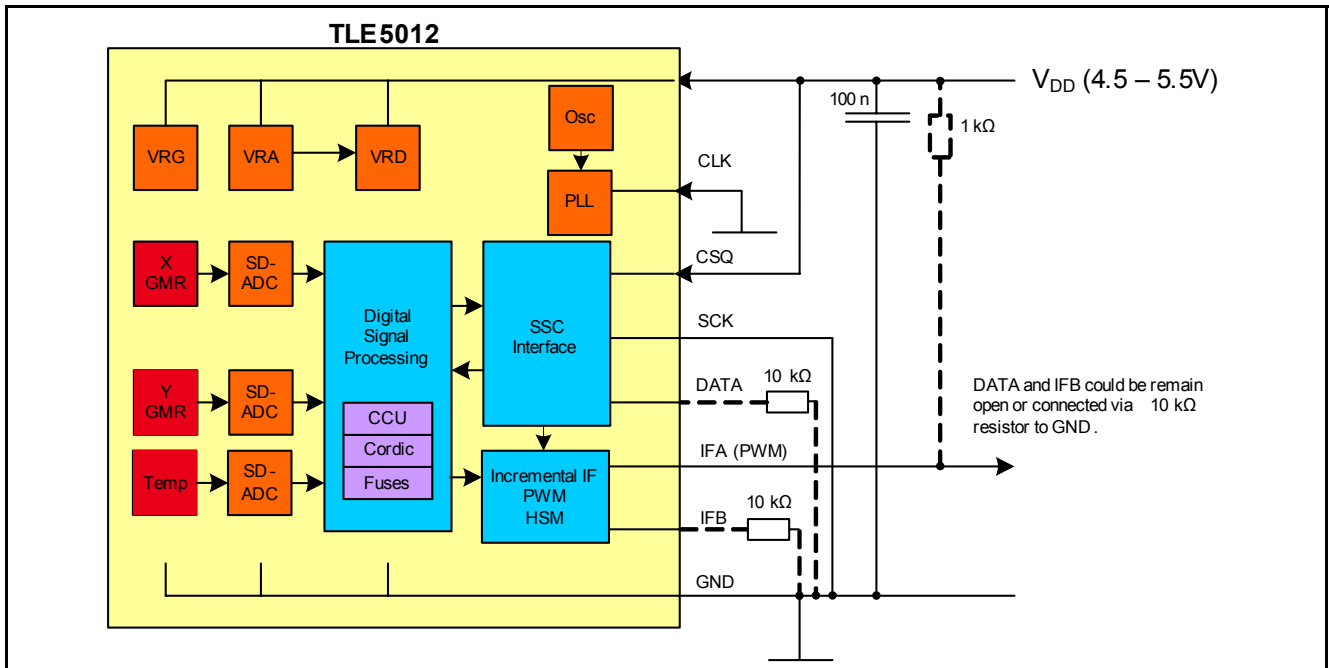 TLE5012
V_DD (4.5 – 5.5V)
100 n
1 kΩ
Osc
VRG
VRA
VRD
CLK
PLL
CSQ
X
GMR
SD-
ADC
Digital
Signal
Processing
SSC
Interface
SCK
DATA
10 kΩ
DATA and IFB could be remain
open or connected via 10 kΩ
resistor to GND .
Y
GMR
SD-
ADC
CCU
Cordic
Fuses
IFA (PWM)
Temp
SD-
ADC
Incremental IF
PWM
HSM
10 kΩ
IFB
GND